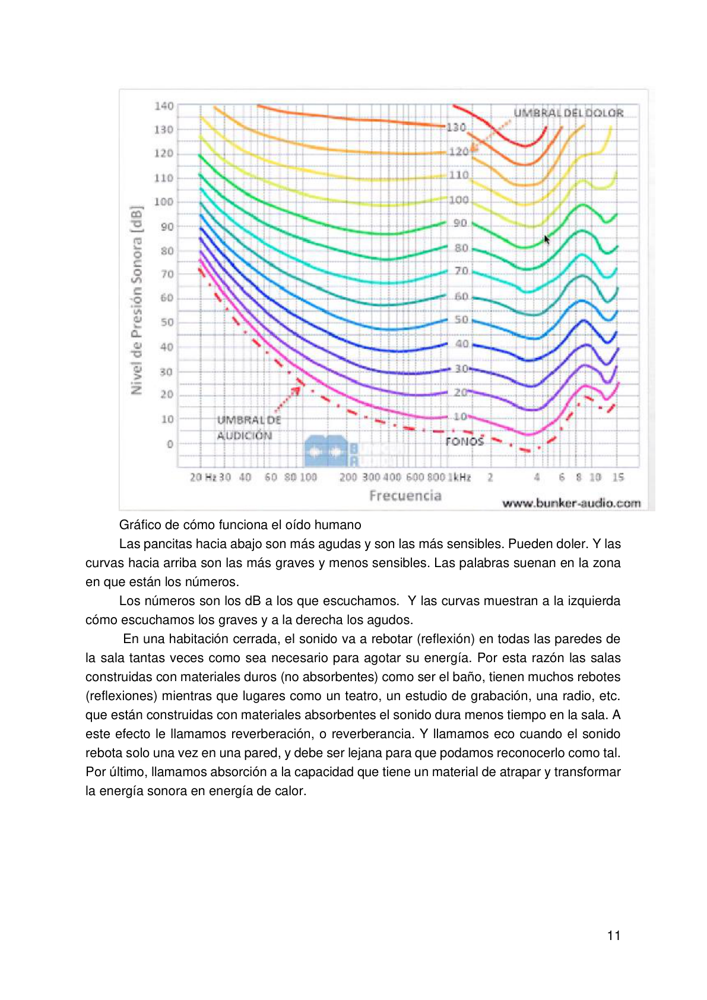 140
130
120
110
100
90
80
70
60
50
40
30
20
10
0
Nivel de Presión Sonora [dB]
UMBRAL DEL DOLOR
130
120
110
100
90
80
70
60
50
40
30
20
10
UMBRAL DE
AUDICIÓN
FONOS
20 Hz 30 40 60 80 100 200 300 400 600 800 1kHz 2 4 6 8 10 15
Frecuencia
www.bunker-audio.com
Gráfico de cómo funciona el oído humano
Las pancitas hacia abajo son más agudas y son las más sensibles. Pueden doler. Y las
curvas hacia arriba son las más graves y menos sensibles. Las palabras suenan en la zona
en que están los números.
Los números son los dB a los que escuchamos.  Y las curvas muestran a la izquierda
cómo escuchamos los graves y a la derecha los agudos.
En una habitación cerrada, el sonido va a rebotar (reflexión) en todas las paredes de
la sala tantas veces como sea necesario para agotar su energía. Por esta razón las salas
construidas con materiales duros (no absorbentes) como ser el baño, tienen muchos rebotes
(reflexiones) mientras que lugares como un teatro, un estudio de grabación, una radio, etc.
que están construidas con materiales absorbentes el sonido dura menos tiempo en la sala. A
este efecto le llamamos reverberación, o reverberancia. Y llamamos eco cuando el sonido
rebota solo una vez en una pared, y debe ser lejana para que podamos reconocerlo como tal.
Por último, llamamos absorción a la capacidad que tiene un material de atrapar y transformar
la energía sonora en energía de calor.
11